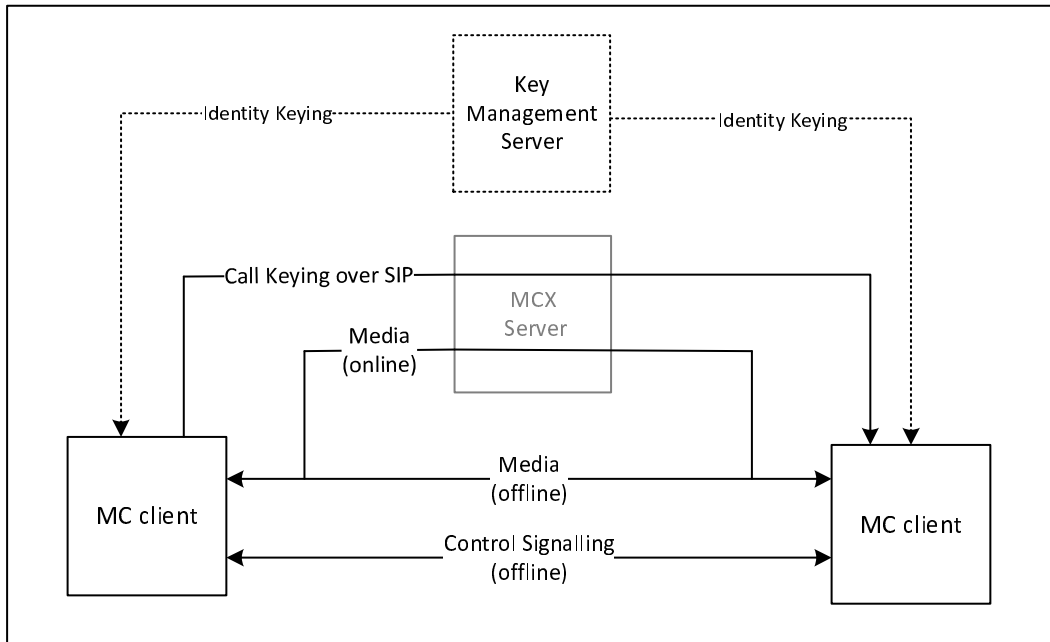 Key
Management
Server
Identity Keying
Identity Keying
Call Keying over SIP
MCX
Server
Media
(online)
Media
(offline)
MC client
MC client
Control Signalling
(offline)